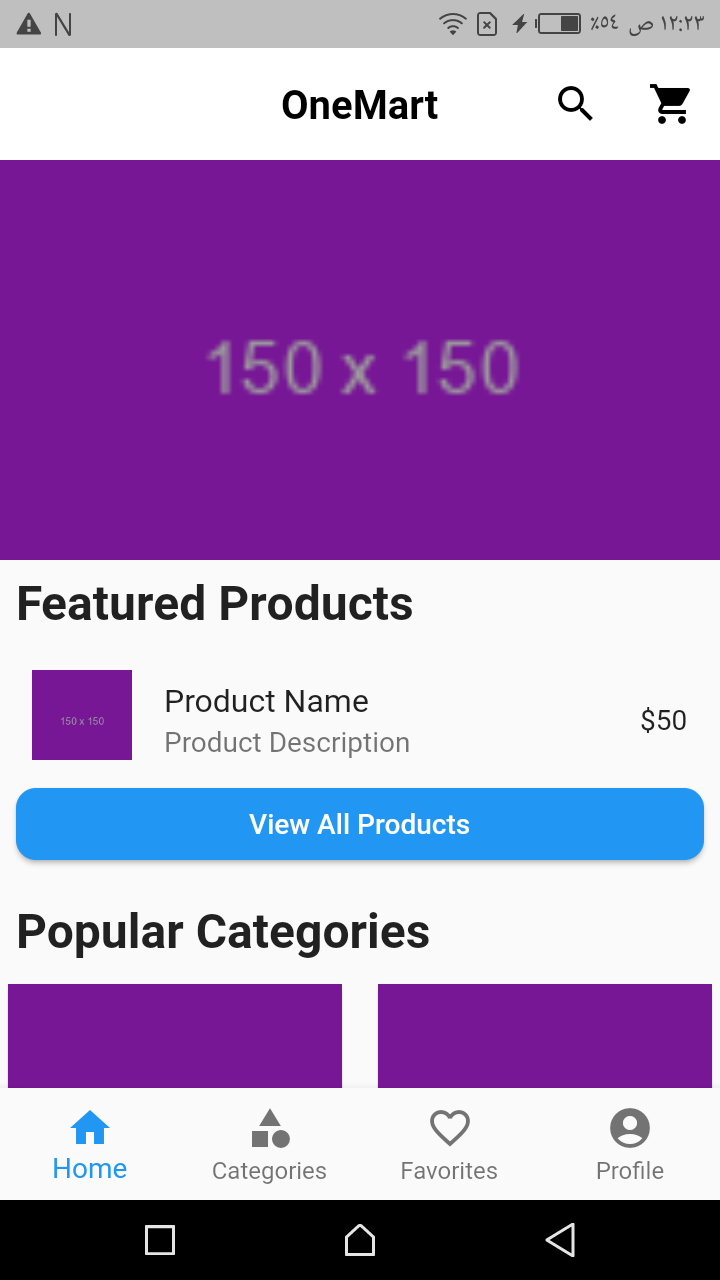 ١٢:٢٣ ص ٥٤٪
OneMart
150 x 150
Featured Products
150 x 150
Product Name
Product Description
$50
View All Products
Popular Categories
Home
Categories
Favorites
Profile